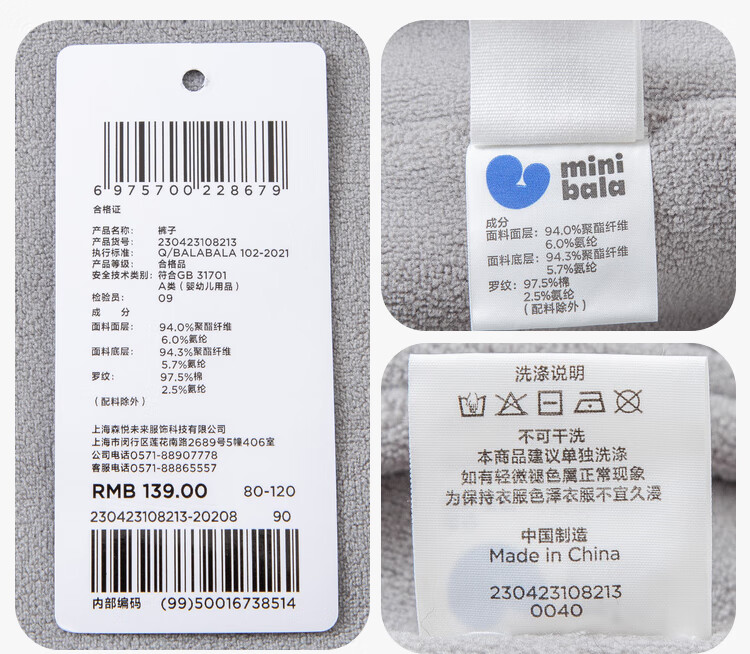 6 975700 228679
合格证
产品名称: 裤子
产品货号: 230423108213
执行标准: Q/BALABALA 102-2021
产品等级: 合格品
安全技术类别: 符合GB 31701
A类（婴幼儿用品）
检验员: 09
成 分
面料面层: 94.0%聚酯纤维
6.0%氨纶
面料底层: 94.3%聚酯纤维
5.7%氨纶
罗纹: 97.5%棉
2.5%氨纶
（配料除外）
上海森悦未来服饰科技有限公司
上海市闵行区莲花南路2689号5幢406室
公司电话0571-88907778
客服电话0571-88865557
RMB 139.00 80-120
230423108213-20208 90
内部编码 (99)50016738514
mini
bala
成分
面料面层: 94.0%聚酯纤维
6.0%氨纶
面料底层: 94.3%聚酯纤维
5.7%氨纶
罗纹: 97.5%棉
2.5%氨纶
（配料除外）
洗涤说明
不可干洗
本商品建议单独洗涤
如有轻微褪色属正常现象
为保持衣服色泽衣服不宜久浸
中国制造
Made in China
230423108213
0040